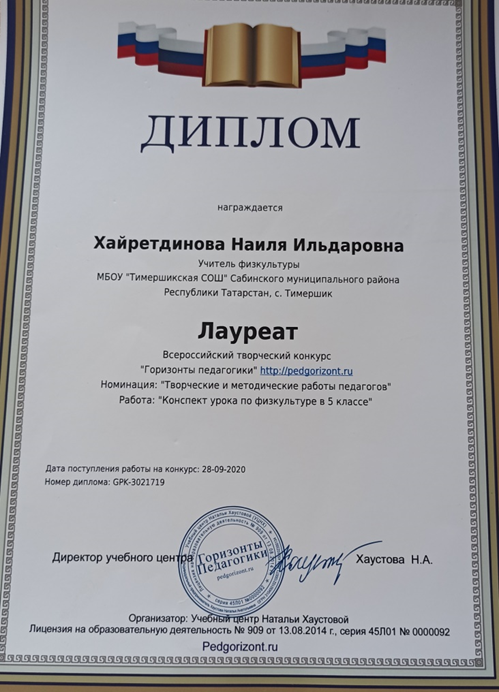 ДИПЛОМ
награждается
Хайретдинова Наиля Ильдаровна
Учитель физкультуры
МБОУ "Тимершикская СОШ" Сабинского муниципального района
Республики Татарстан, с. Тимершик
Лауреат
Всероссийский творческий конкурс
"Горизонты педагогики" http://pedgorizont.ru
Номинация: "Творческие и методические работы педагогов"
Работа: "Конспект урока по физкультуре в 5 классе"
Дата поступления работы на конкурс: 28-09-2020
Номер диплома: GPK-3021719
Горизонты
Педагогики
pedgorizont.ru
Директор учебного центра
Хаустова Н.А.
Организатор: Учебный центр Натальи Хаустовой
Лицензия на образовательную деятельность № 909 от 13.08.2014 г., серия 45Л01 № 0000092
Pedgorizont.ru